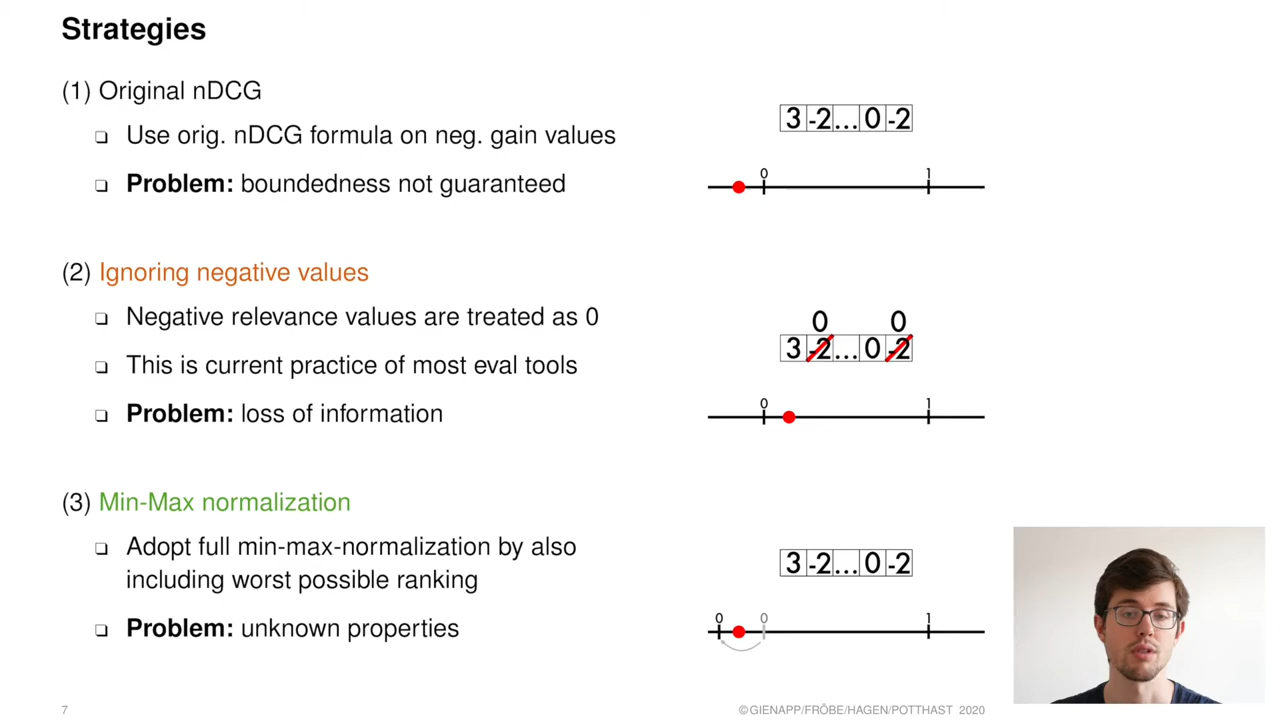 Strategies
(1) Original nDCG
❑ Use orig. nDCG formula on neg. gain values
❑ Problem: boundedness not guaranteed
3 -2 ... 0 -2
0 1
(2) Ignoring negative values
❑ Negative relevance values are treated as 0
❑ This is current practice of most eval tools
❑ Problem: loss of information
0 0
3 -2 ... 0 -2
0 1
(3) Min-Max normalization
❑ Adopt full min-max-normalization by also
including worst possible ranking
❑ Problem: unknown properties
3 -2 ... 0 -2
0 0 1
7
© GIENAPP/FRÖBE/HAGEN/POTTHAST 2020